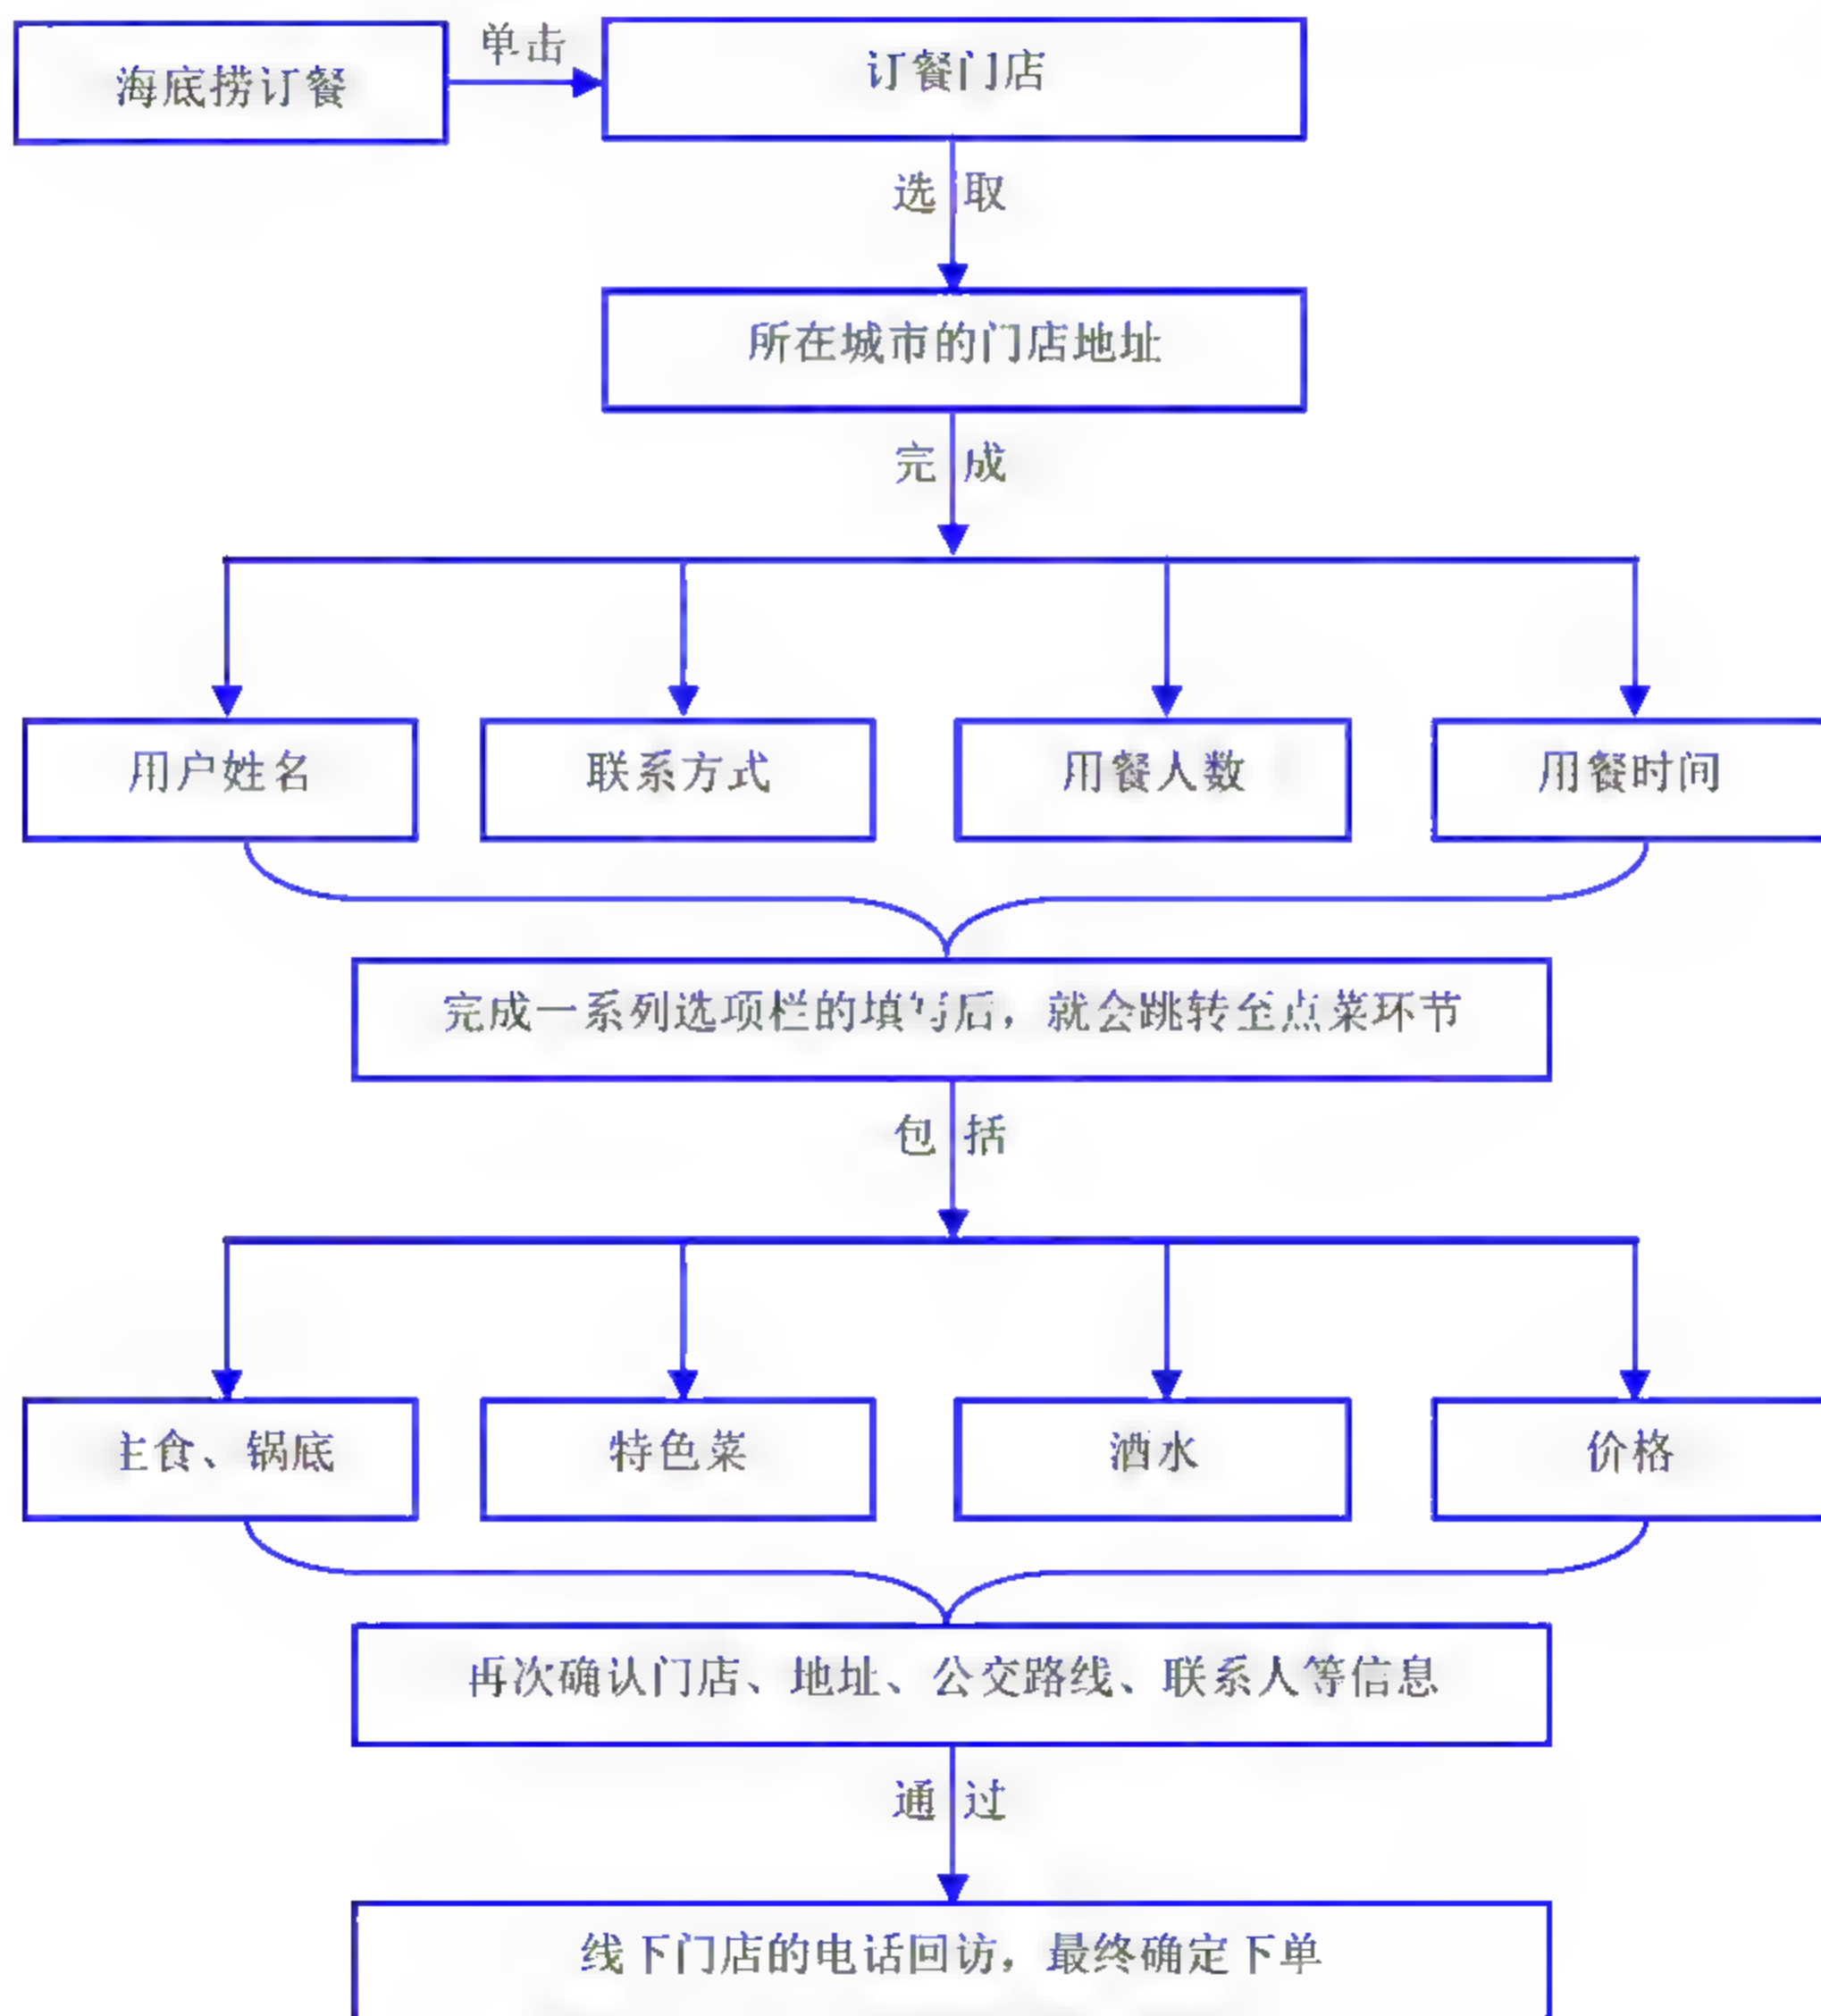 海底捞订餐
单击
订餐门店
选取
所在城市的门店地址
完成
用户姓名
联系方式
用餐人数
用餐时间
完成一系列选项栏的填写后，就会跳转至点菜环节
包括
主食、锅底
特色菜
酒水
价格
再次确认门店、地址、公交路线、联系人等信息
通过
线下门店的电话回访，最终确定下单